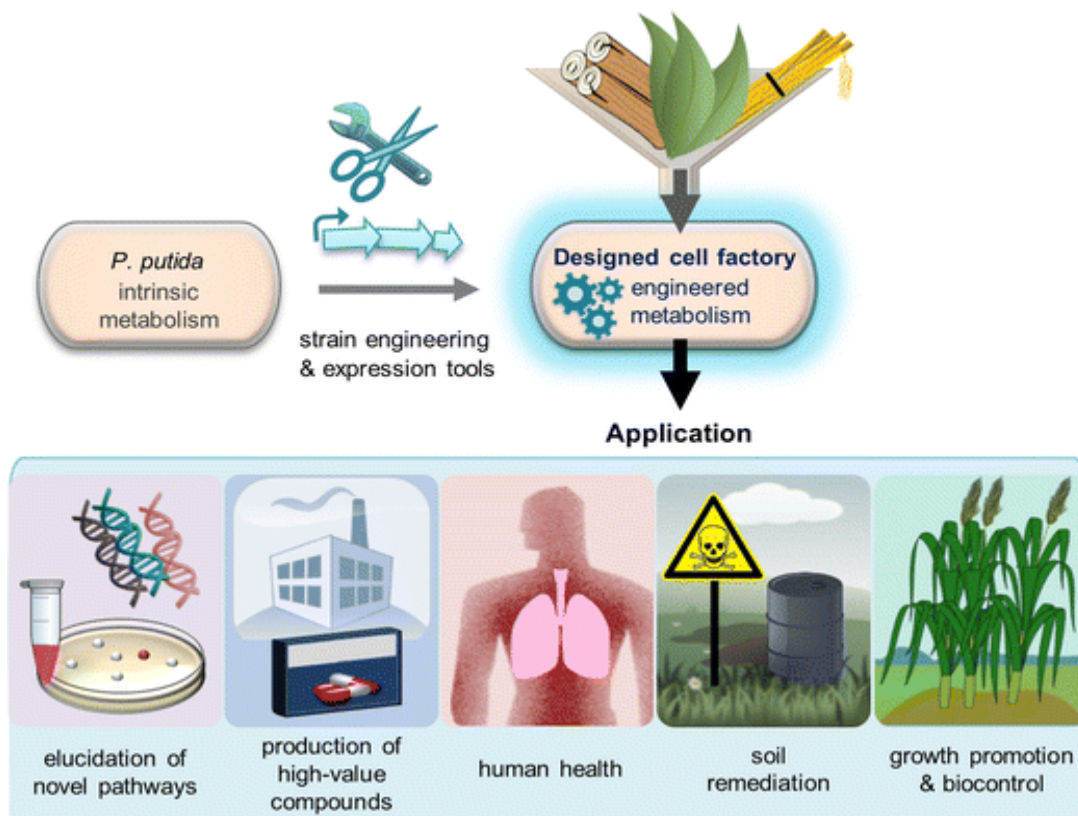 P. putida
intrinsic
metabolism
strain engineering
& expression tools
Designed cell factory
engineered
metabolism
Application
elucidation of
novel pathways
production of
high-value
compounds
human health
soil
remediation
growth promotion
& biocontrol